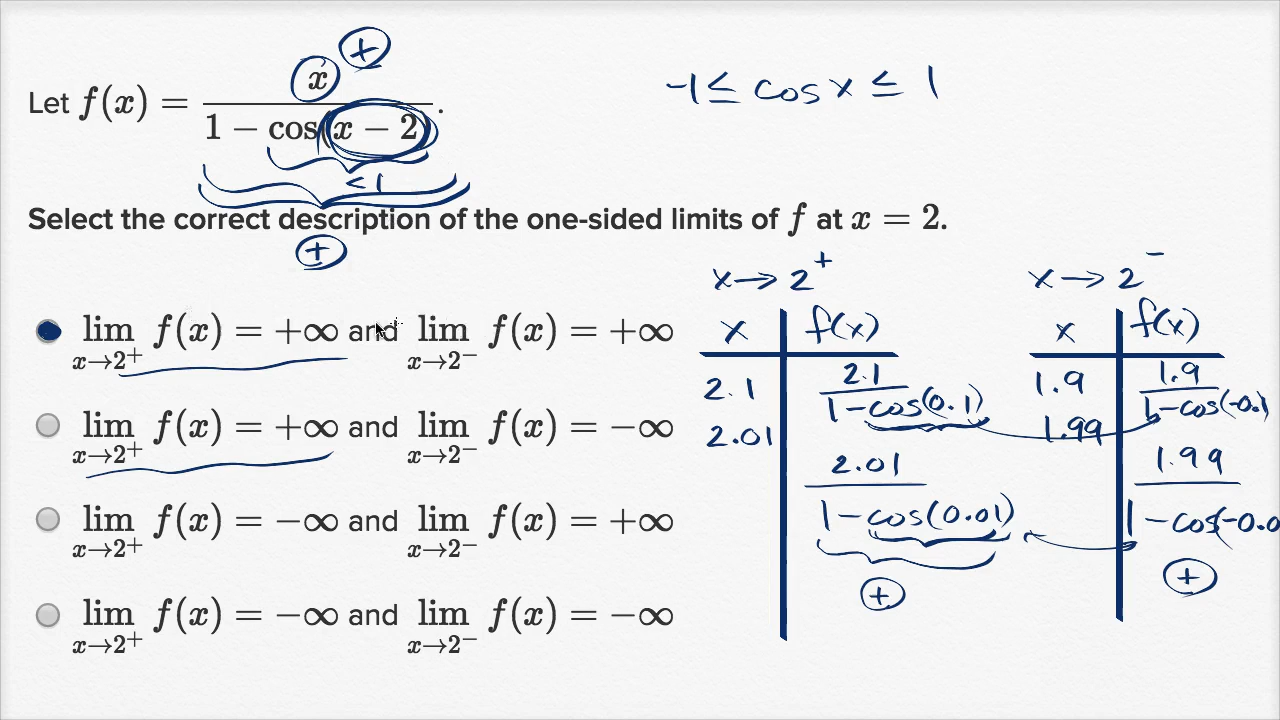 +
-1 ≤ cos x ≤ 1
Let f(x) = x / (1 − cos(x − 2)).
< 1
Select the correct description of the one-sided limits of f at x = 2.
+
lim x→2⁺ f(x) = +∞ and lim x→2⁻ f(x) = +∞
lim x→2⁺ f(x) = +∞ and lim x→2⁻ f(x) = −∞
lim x→2⁺ f(x) = −∞ and lim x→2⁻ f(x) = +∞
lim x→2⁺ f(x) = −∞ and lim x→2⁻ f(x) = −∞
x → 2⁺
x f(x)
2.1 2.1 / (1 - cos(0.1))
2.01 2.01 / (1 - cos(0.01))
+
x → 2⁻
x f(x)
1.9 1.9 / (1 - cos(-0.1)
1.99 1.99 / (1 - cos(-0.0
+